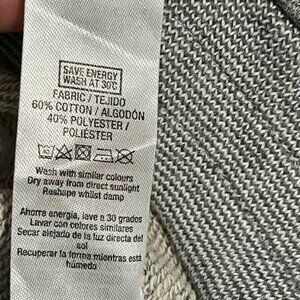 SAVE ENERGY
WASH AT 30°C
FABRIC / TEJIDO
60% COTTON / ALGODÓN
40% POLYESTER /
POLIÉSTER
Wash with similar colours
Dry away from direct sunlight
Reshape whilst damp
Ahorre energía, lave a 30 grados
Lavar con colores similares
Secar alejado de la luz directa del
sol
Recuperar la forma mientras está
húmedo